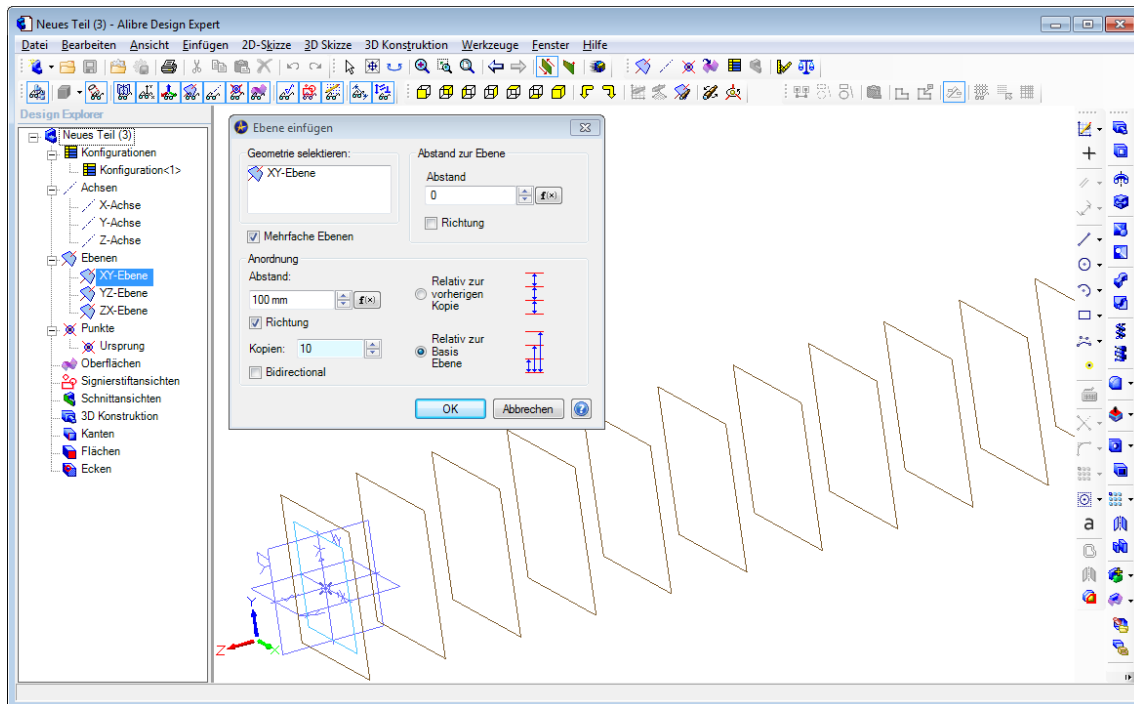 Neues Teil (3) - Alibre Design Expert
Datei Bearbeiten Ansicht Einfügen 2D-Skizze 3D Skizze 3D Konstruktion Werkzeuge Fenster Hilfe
Design Explorer
Neues Teil (3)
Konfigurationen
Konfiguration<1>
Achsen
X-Achse
Y-Achse
Z-Achse
Ebenen
XY-Ebene
YZ-Ebene
ZX-Ebene
Punkte
Ursprung
Oberflächen
Signierstiftansichten
Schnittansichten
3D Konstruktion
Kanten
Flächen
Ecken
Ebene einfügen
Geometrie selektieren:
XY-Ebene
Mehrfache Ebenen
Abstand zur Ebene
Abstand
0
f(x)
Richtung
Anordnung
Abstand:
100 mm
f(x)
Richtung
Kopien: 10
Bidirectional
Relativ zur
vorherigen
Kopie
Relativ zur
Basis
Ebene
OK Abbrechen
Y
Z
X
a